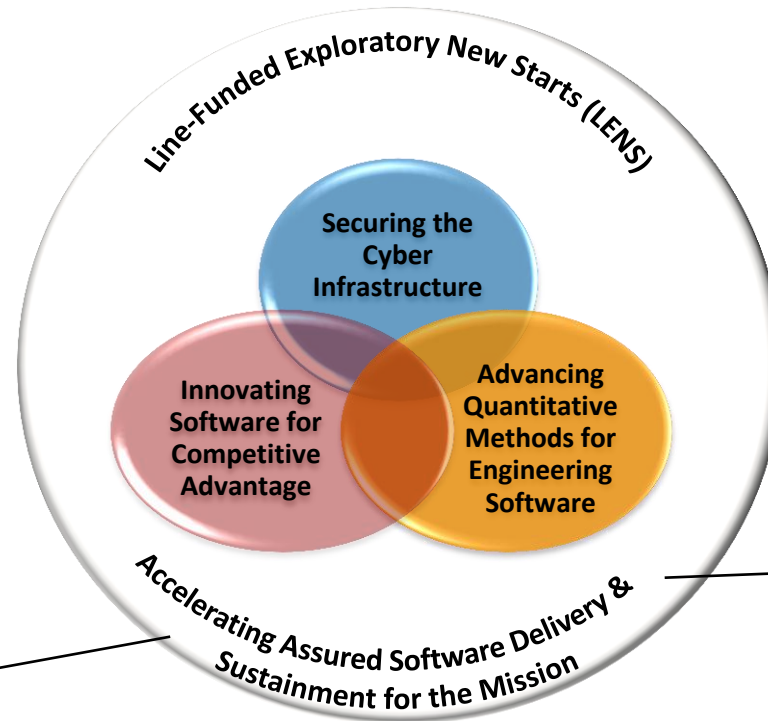 Line-Funded Exploratory New Starts (LENS)
Securing the
Cyber
Infrastructure
Innovating
Software for
Competitive
Advantage
Advancing
Quantitative
Methods for
Engineering
Software
Accelerating Assured Software Delivery &
Sustainment for the Mission